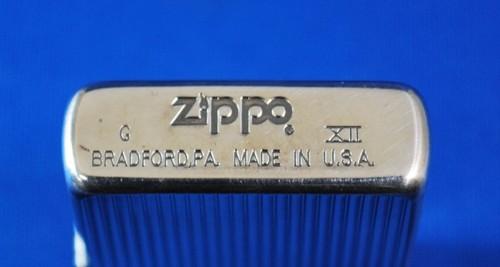 Zippo®
G XII
BRADFORD,PA. MADE IN U.S.A.